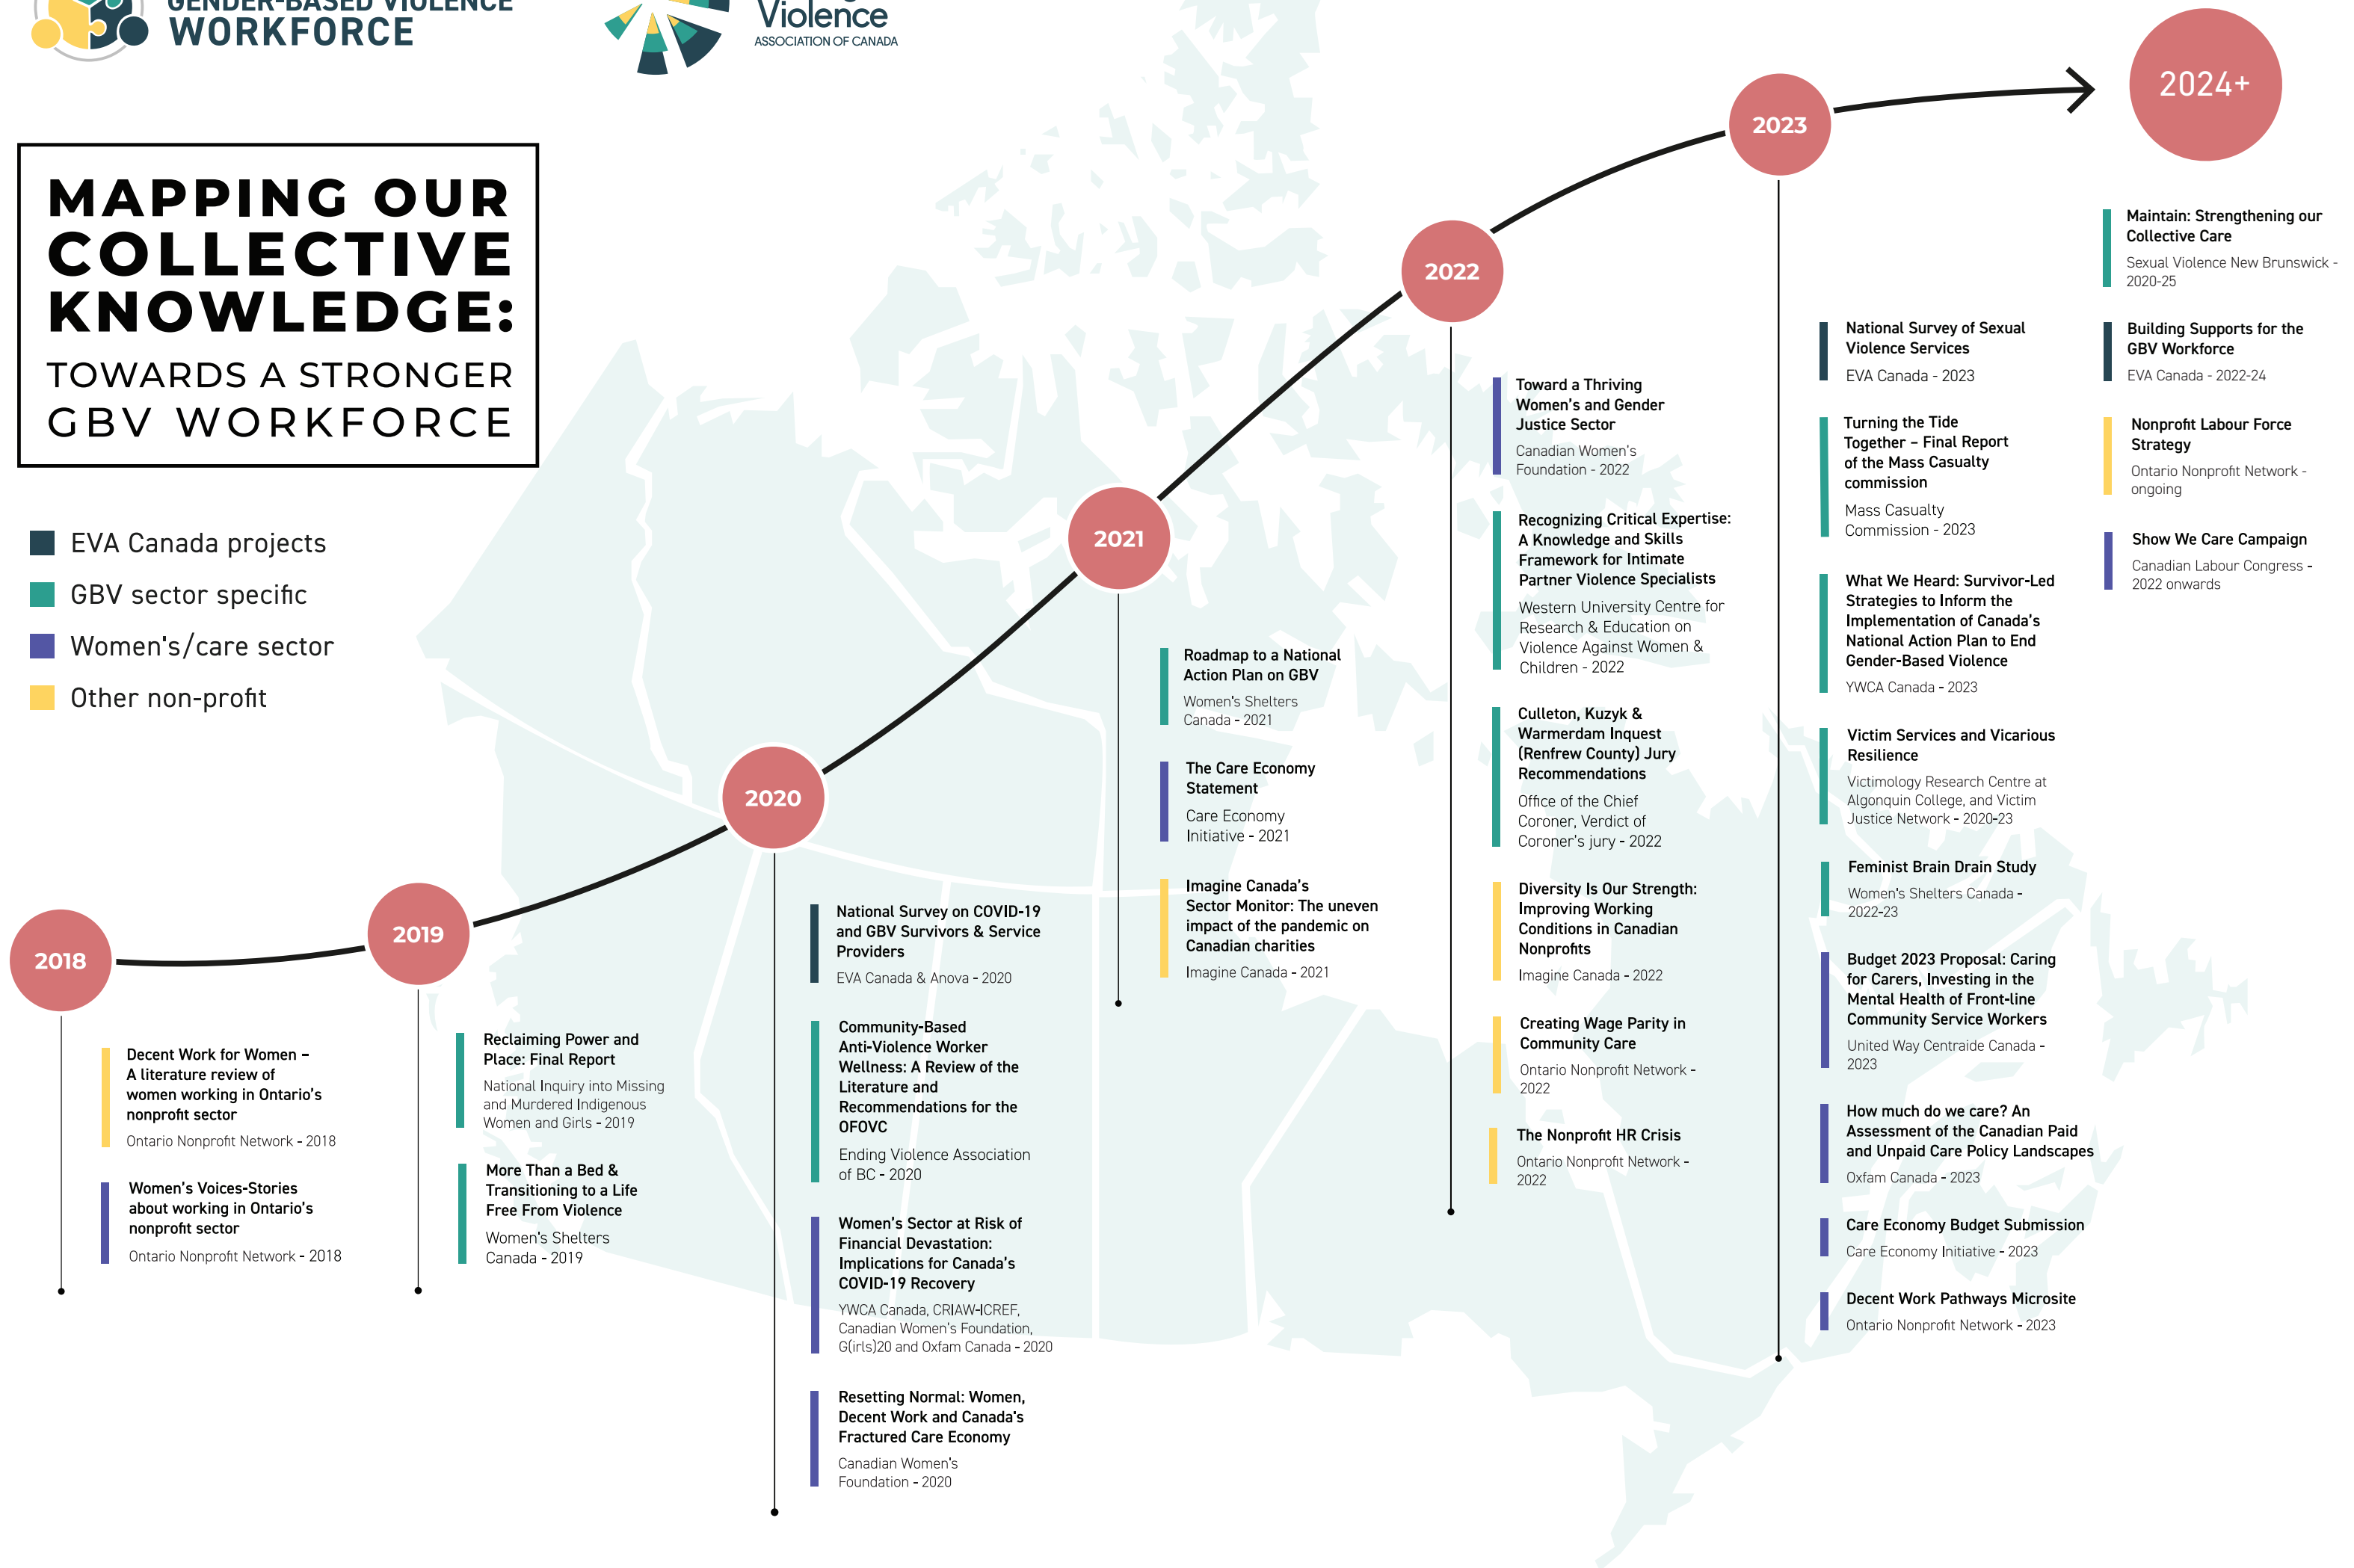 GENDER-BASED VIOLENCE
WORKFORCE
Violence
ASSOCIATION OF CANADA
MAPPING OUR
COLLECTIVE
KNOWLEDGE:
TOWARDS A STRONGER
GBV WORKFORCE
EVA Canada projects
GBV sector specific
Women's/care sector
Other non-profit
2018
Decent Work for Women –
A literature review of
women working in Ontario's
nonprofit sector
Ontario Nonprofit Network - 2018
Women's Voices-Stories
about working in Ontario's
nonprofit sector
Ontario Nonprofit Network - 2018
2019
Reclaiming Power and
Place: Final Report
National Inquiry into Missing
and Murdered Indigenous
Women and Girls - 2019
More Than a Bed &
Transitioning to a Life
Free From Violence
Women's Shelters
Canada - 2019
2020
National Survey on COVID-19
and GBV Survivors & Service
Providers
EVA Canada & Anova - 2020
Community-Based
Anti-Violence Worker
Wellness: A Review of the
Literature and
Recommendations for the
OFOVC
Ending Violence Association
of BC - 2020
Women's Sector at Risk of
Financial Devastation:
Implications for Canada's
COVID-19 Recovery
YWCA Canada, CRIAW-ICREF,
Canadian Women's Foundation,
G(irls)20 and Oxfam Canada - 2020
Resetting Normal: Women,
Decent Work and Canada's
Fractured Care Economy
Canadian Women's
Foundation - 2020
2021
Roadmap to a National
Action Plan on GBV
Women's Shelters
Canada - 2021
The Care Economy
Statement
Care Economy
Initiative - 2021
Imagine Canada's
Sector Monitor: The uneven
impact of the pandemic on
Canadian charities
Imagine Canada - 2021
2022
Toward a Thriving
Women's and Gender
Justice Sector
Canadian Women's
Foundation - 2022
Recognizing Critical Expertise:
A Knowledge and Skills
Framework for Intimate
Partner Violence Specialists
Western University Centre for
Research & Education on
Violence Against Women &
Children - 2022
Culleton, Kuzyk &
Warmerdam Inquest
(Renfrew County) Jury
Recommendations
Office of the Chief
Coroner, Verdict of
Coroner's jury - 2022
Diversity Is Our Strength:
Improving Working
Conditions in Canadian
Nonprofits
Imagine Canada - 2022
Creating Wage Parity in
Community Care
Ontario Nonprofit Network -
2022
The Nonprofit HR Crisis
Ontario Nonprofit Network -
2022
2023
National Survey of Sexual
Violence Services
EVA Canada - 2023
Turning the Tide
Together – Final Report
of the Mass Casualty
commission
Mass Casualty
Commission - 2023
What We Heard: Survivor-Led
Strategies to Inform the
Implementation of Canada's
National Action Plan to End
Gender-Based Violence
YWCA Canada - 2023
Victim Services and Vicarious
Resilience
Victimology Research Centre at
Algonquin College, and Victim
Justice Network - 2020-23
Feminist Brain Drain Study
Women's Shelters Canada -
2022-23
Budget 2023 Proposal: Caring
for Carers, Investing in the
Mental Health of Front-line
Community Service Workers
United Way Centraide Canada -
2023
How much do we care? An
Assessment of the Canadian Paid
and Unpaid Care Policy Landscapes
Oxfam Canada - 2023
Care Economy Budget Submission
Care Economy Initiative - 2023
Decent Work Pathways Microsite
Ontario Nonprofit Network - 2023
2024+
Maintain: Strengthening our
Collective Care
Sexual Violence New Brunswick -
2020-25
Building Supports for the
GBV Workforce
EVA Canada - 2022-24
Nonprofit Labour Force
Strategy
Ontario Nonprofit Network -
ongoing
Show We Care Campaign
Canadian Labour Congress -
2022 onwards